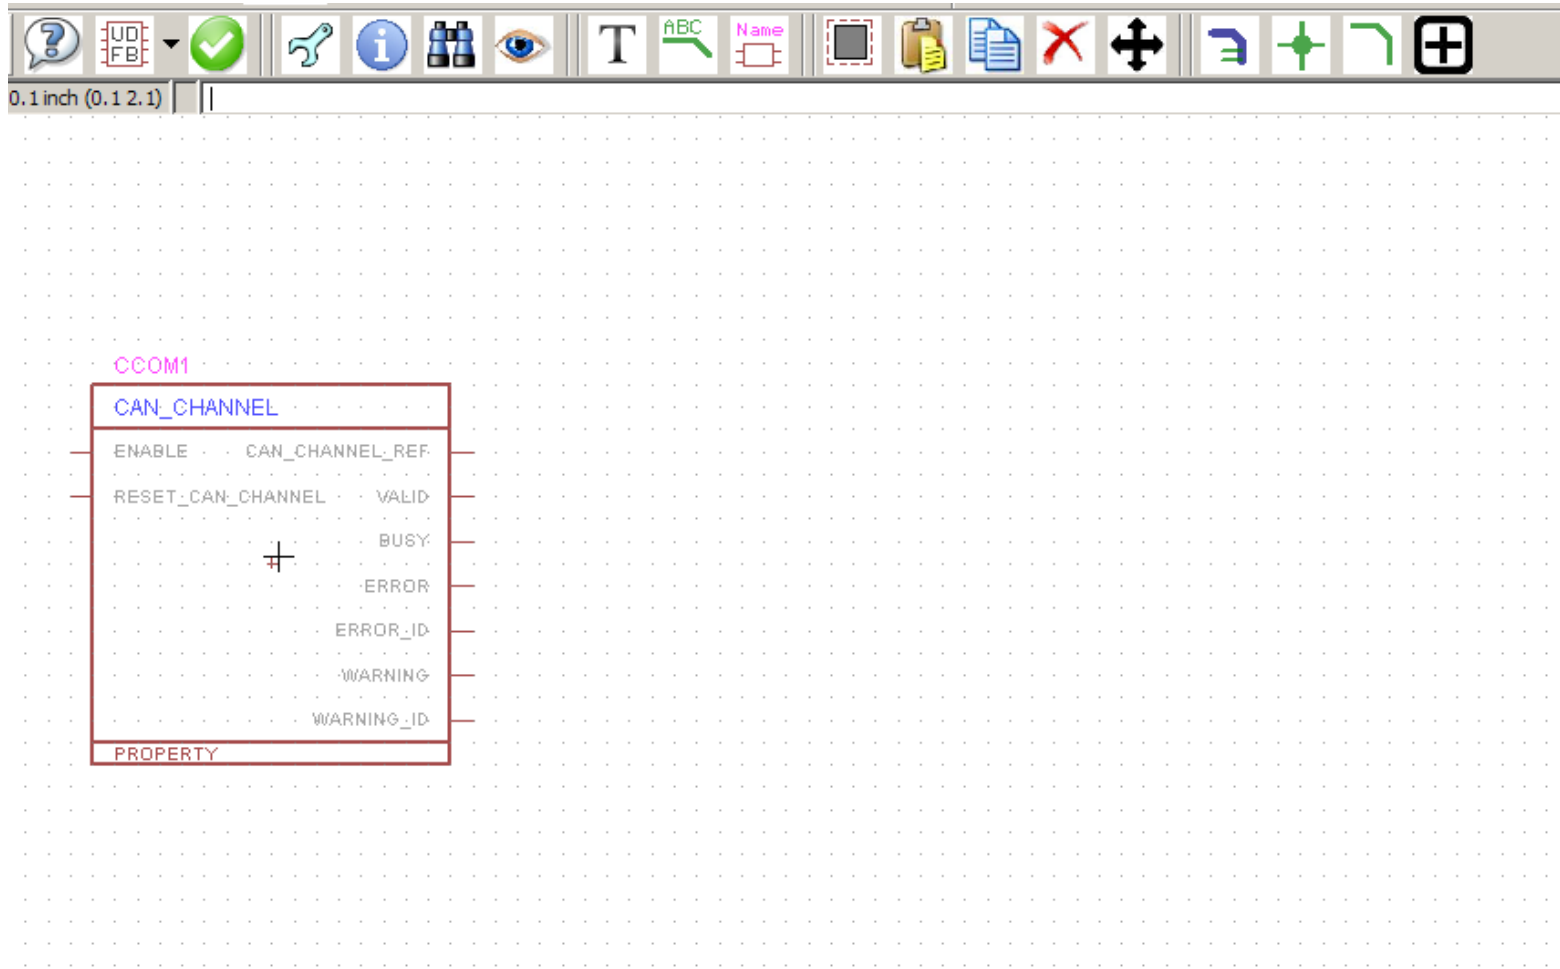 UD
FB
T
ABC
Name
0.1 inch (0.1 2.1)
CCOM1
CAN_CHANNEL
ENABLE CAN_CHANNEL_REF
RESET_CAN_CHANNEL VALID
BUSY
ERROR
ERROR_ID
WARNING
WARNING_ID
PROPERTY